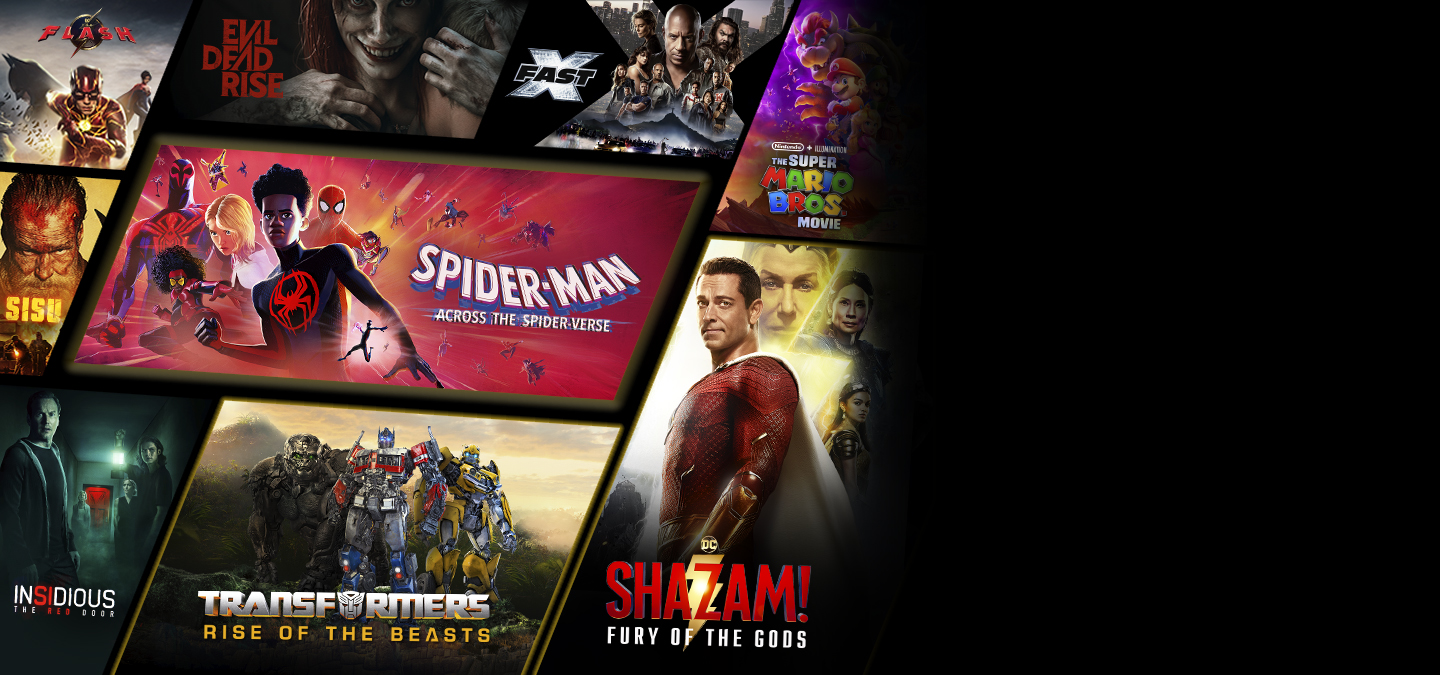 THE FLASH
EVIL
DEAD
RISE
FAST X
Nintendo + ILLUMINATION
THE SUPER
MARIO
BROS.
MOVIE
SISU
SPIDER-MAN
ACROSS THE SPIDER-VERSE
INSIDIOUS
THE RED DOOR
TRANSFORMERS
RISE OF THE BEASTS
DC
SHAZAM!
FURY OF THE GODS